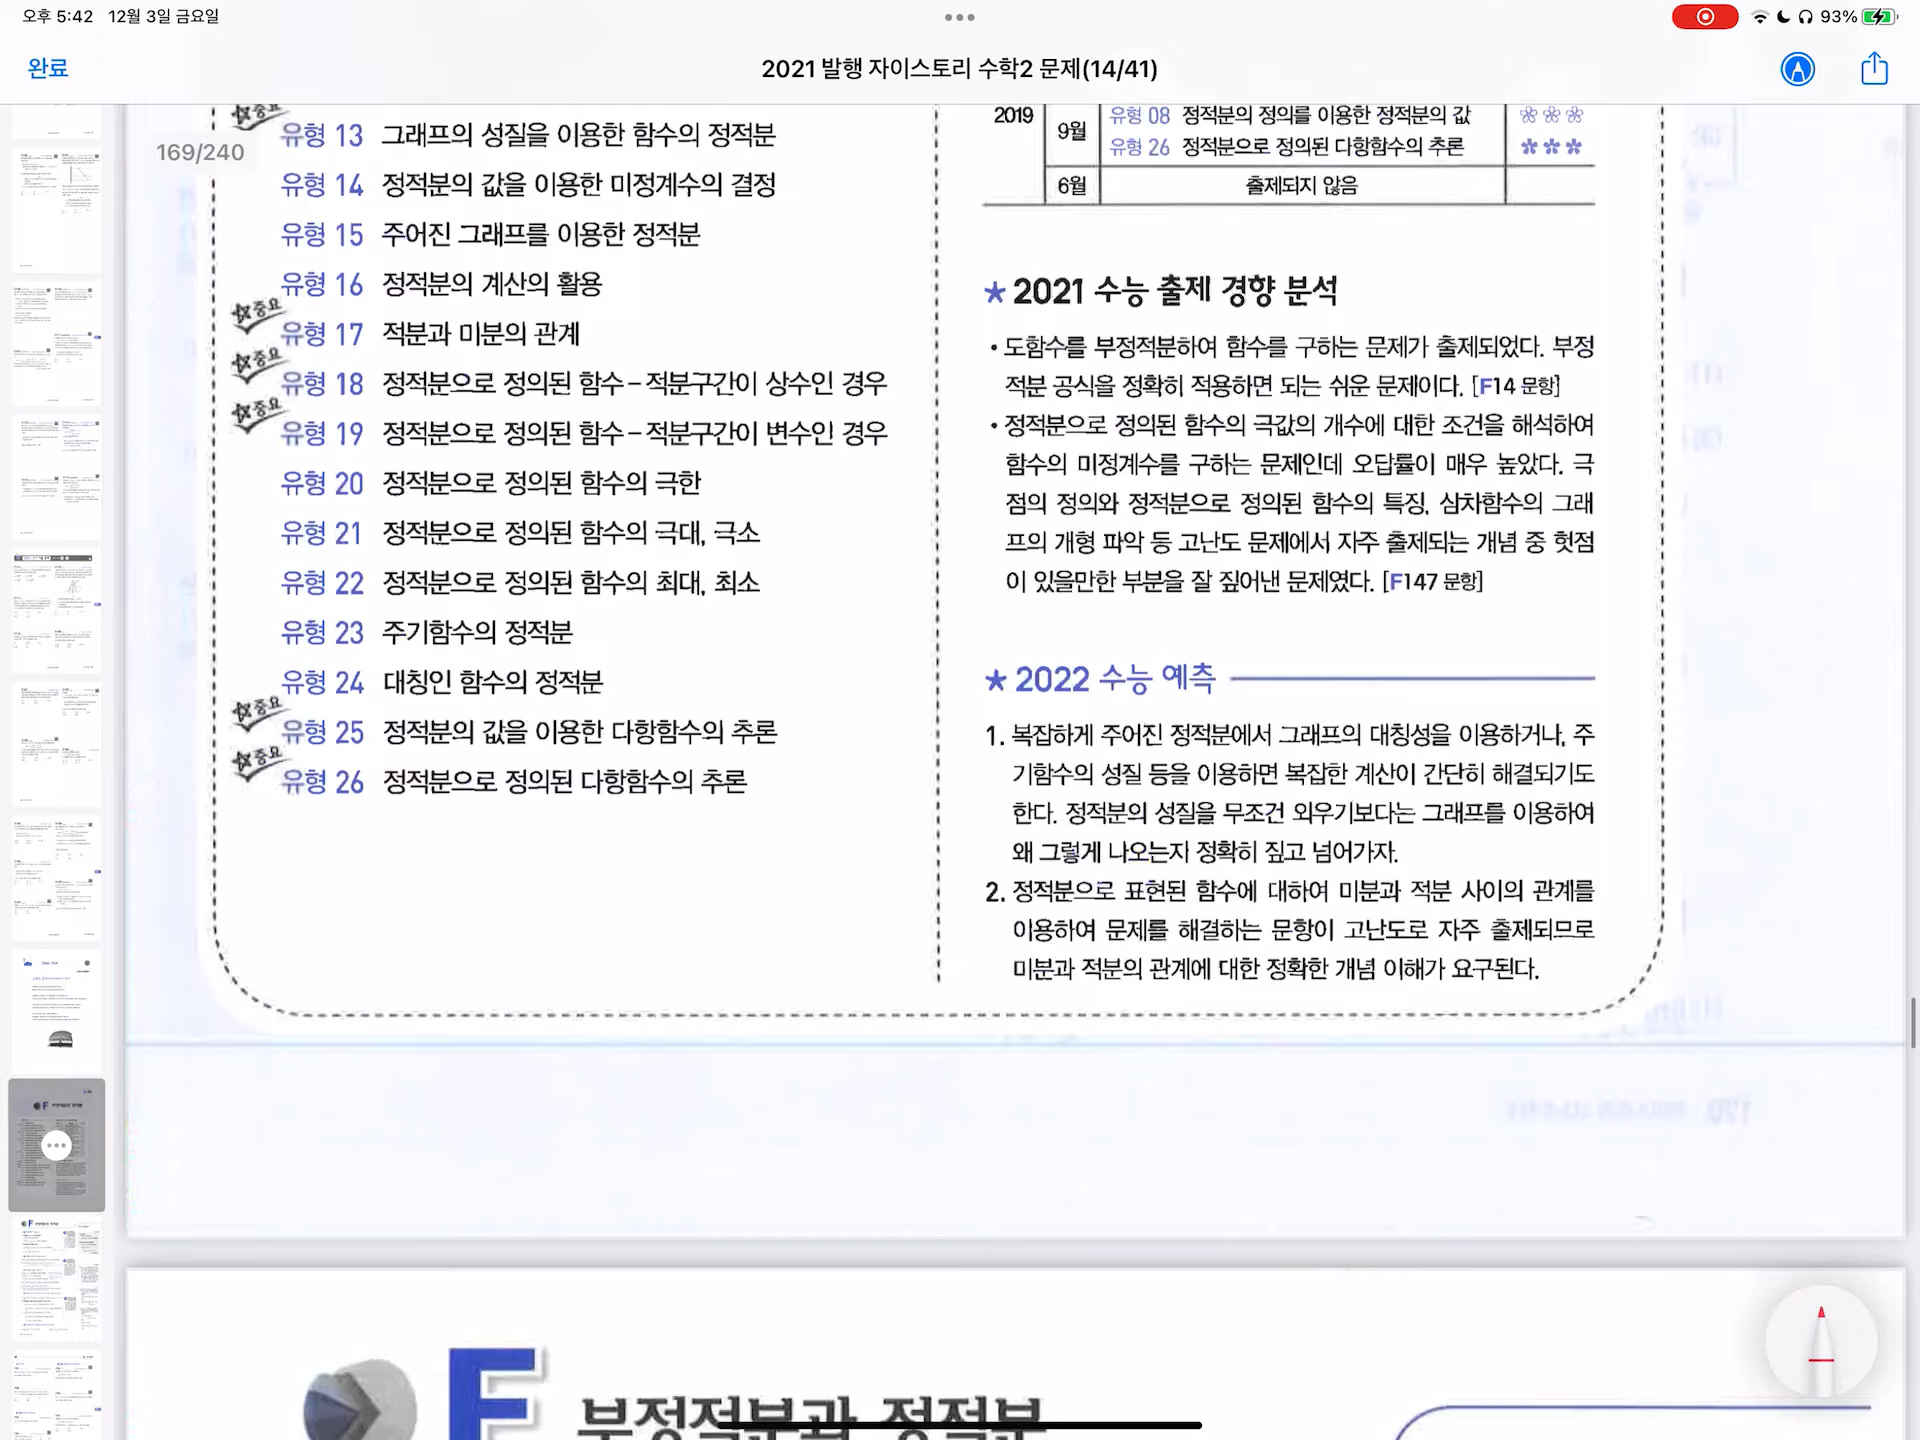 오후 5:42 12월 3일 금요일
93%
완료
2021 발행 자이스토리 수학2 문제(14/41)
169/240
중요
유형 13 그래프의 성질을 이용한 함수의 정적분
유형 14 정적분의 값을 이용한 미정계수의 결정
유형 15 주어진 그래프를 이용한 정적분
유형 16 정적분의 계산의 활용
중요
유형 17 적분과 미분의 관계
중요
유형 18 정적분으로 정의된 함수-적분구간이 상수인 경우
중요
유형 19 정적분으로 정의된 함수-적분구간이 변수인 경우
유형 20 정적분으로 정의된 함수의 극한
유형 21 정적분으로 정의된 함수의 극대, 극소
유형 22 정적분으로 정의된 함수의 최대, 최소
유형 23 주기함수의 정적분
유형 24 대칭인 함수의 정적분
중요
유형 25 정적분의 값을 이용한 다항함수의 추론
중요
유형 26 정적분으로 정의된 다항함수의 추론
2019 9월 유형 08 정적분의 정의를 이용한 정적분의 값
유형 26 정적분으로 정의된 다항함수의 추론
6월 출제되지 않음
★ 2021 수능 출제 경향 분석
• 도함수를 부정적분하여 함수를 구하는 문제가 출제되었다. 부정
적분 공식을 정확히 적용하면 되는 쉬운 문제이다. [F14 문항]
• 정적분으로 정의된 함수의 극값의 개수에 대한 조건을 해석하여
함수의 미정계수를 구하는 문제인데 오답률이 매우 높았다. 극
점의 정의와 정적분으로 정의된 함수의 특징, 삼차함수의 그래
프의 개형 파악 등 고난도 문제에서 자주 출제되는 개념 중 헛점
이 있을만한 부분을 잘 짚어낸 문제였다. [F147 문항]
★ 2022 수능 예측
1. 복잡하게 주어진 정적분에서 그래프의 대칭성을 이용하거나, 주
기함수의 성질 등을 이용하면 복잡한 계산이 간단히 해결되기도
한다. 정적분의 성질을 무조건 외우기보다는 그래프를 이용하여
왜 그렇게 나오는지 정확히 짚고 넘어가자.
2. 정적분으로 표현된 함수에 대하여 미분과 적분 사이의 관계를
이용하여 문제를 해결하는 문항이 고난도로 자주 출제되므로
미분과 적분의 관계에 대한 정확한 개념 이해가 요구된다.
F 부정적분과 정적분